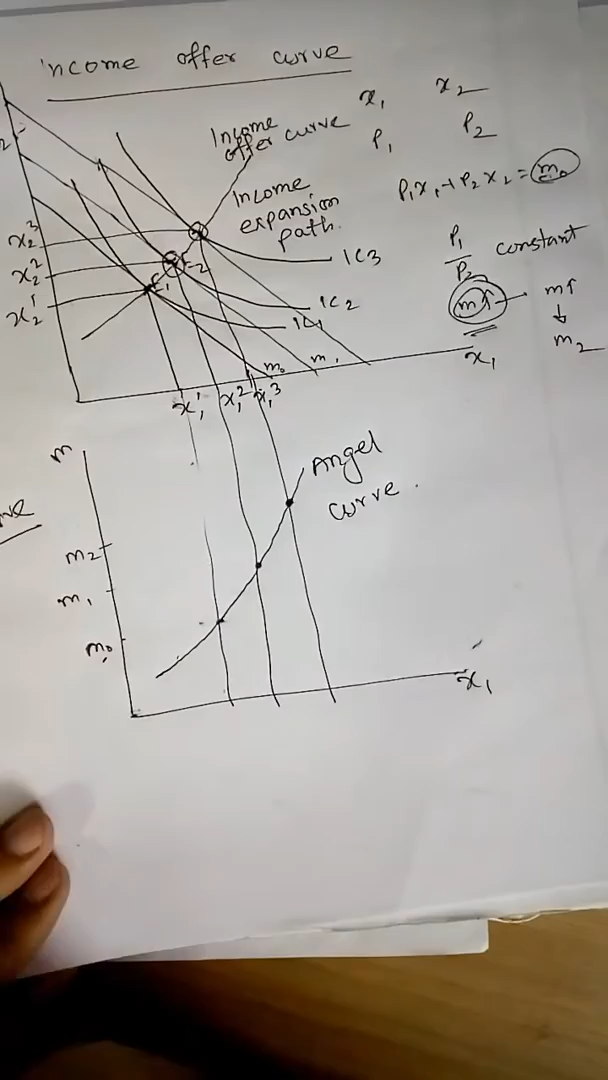 income offer curve
x₁ x₂
P₁ P₂
P₁x₁+P₂x₂=m₀
Income
offer curve
Income
expansion
path.
P₁/P₂ constant
m↑ m↑
↓
m₂
2
x₂³
x₂²
x₂¹
IC3
IC2
IC₁
m₀ m₁
x₁
x₁¹ x₁² x₁³
m
Angel
curve.
m₂
m₁
m₀
x₁